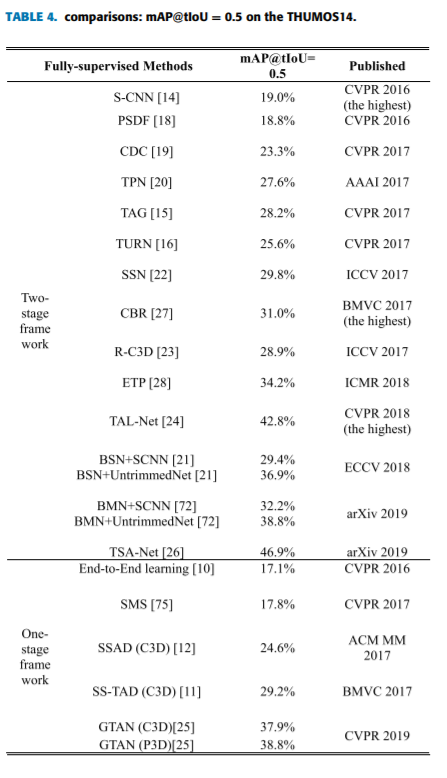 TABLE 4. comparisons: mAP@tIoU = 0.5 on the THUMOS14.
Fully-supervised Methods mAP@tIoU= 0.5 Published
Two-stage frame work
S-CNN [14] 19.0% CVPR 2016 (the highest)
PSDF [18] 18.8% CVPR 2016
CDC [19] 23.3% CVPR 2017
TPN [20] 27.6% AAAI 2017
TAG [15] 28.2% CVPR 2017
TURN [16] 25.6% CVPR 2017
SSN [22] 29.8% ICCV 2017
CBR [27] 31.0% BMVC 2017 (the highest)
R-C3D [23] 28.9% ICCV 2017
ETP [28] 34.2% ICMR 2018
TAL-Net [24] 42.8% CVPR 2018 (the highest)
BSN+SCNN [21] 29.4%
BSN+UntrimmedNet [21] 36.9% ECCV 2018
BMN+SCNN [72] 32.2%
BMN+UntrimmedNet [72] 38.8% arXiv 2019
TSA-Net [26] 46.9% arXiv 2019
One-stage frame work
End-to-End learning [10] 17.1% CVPR 2016
SMS [75] 17.8% CVPR 2017
SSAD (C3D) [12] 24.6% ACM MM 2017
SS-TAD (C3D) [11] 29.2% BMVC 2017
GTAN (C3D)[25] 37.9%
GTAN (P3D)[25] 38.8% CVPR 2019